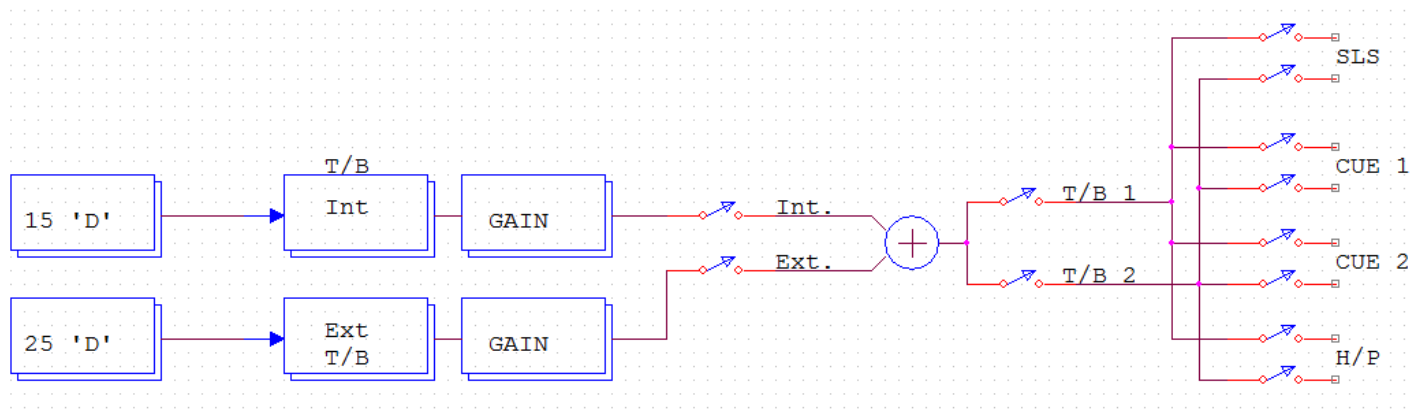 SLS
T/B
CUE 1
15 'D'
Int
GAIN
Int.
T/B 1
Ext.
CUE 2
T/B 2
25 'D'
Ext
T/B
GAIN
H/P